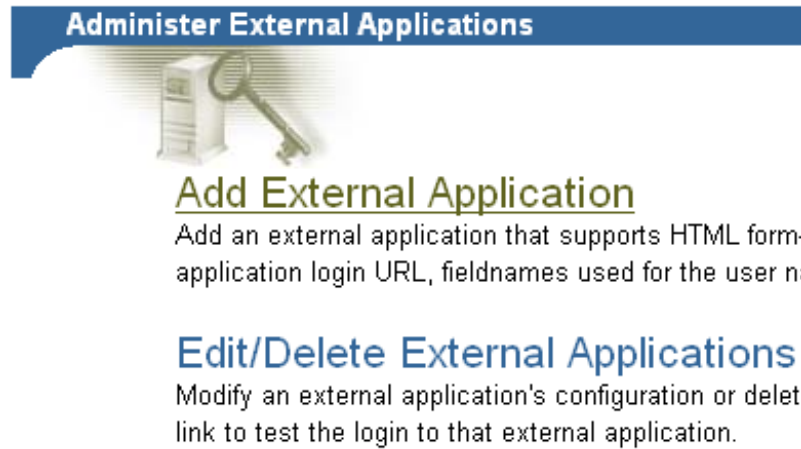 Administer External Applications
Add External Application
Add an external application that supports HTML form-
application login URL, fieldnames used for the user
Edit/Delete External Applications
Modify an external application's configuration or
link to test the login to that external application.